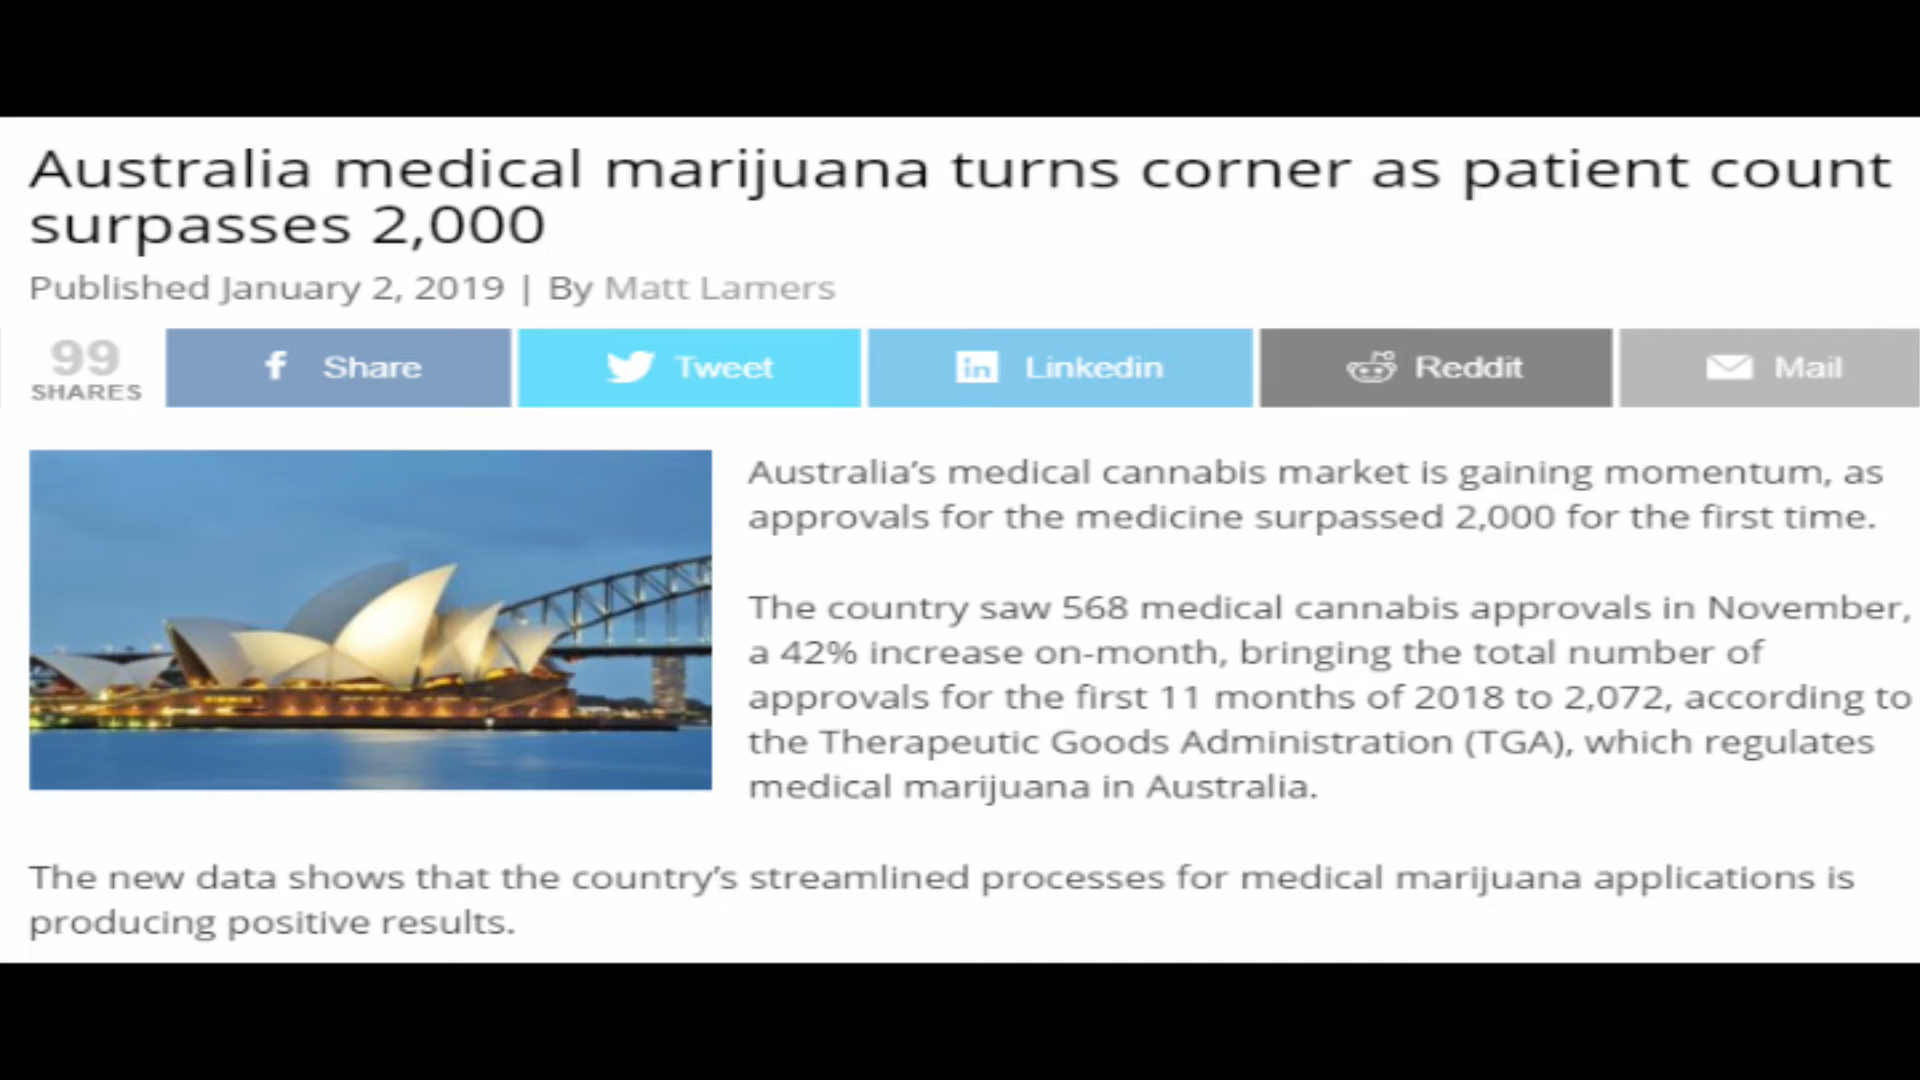 Australia medical marijuana turns corner as patient count
surpasses 2,000
Published January 2, 2019 | By Matt Lamers
99
SHARES
Share
Tweet
Linkedin
Reddit
Mail
Australia's medical cannabis market is gaining momentum, as
approvals for the medicine surpassed 2,000 for the first time.
The country saw 568 medical cannabis approvals in November,
a 42% increase on-month, bringing the total number of
approvals for the first 11 months of 2018 to 2,072, according to
the Therapeutic Goods Administration (TGA), which regulates
medical marijuana in Australia.
The new data shows that the country's streamlined processes for medical marijuana applications is
producing positive results.